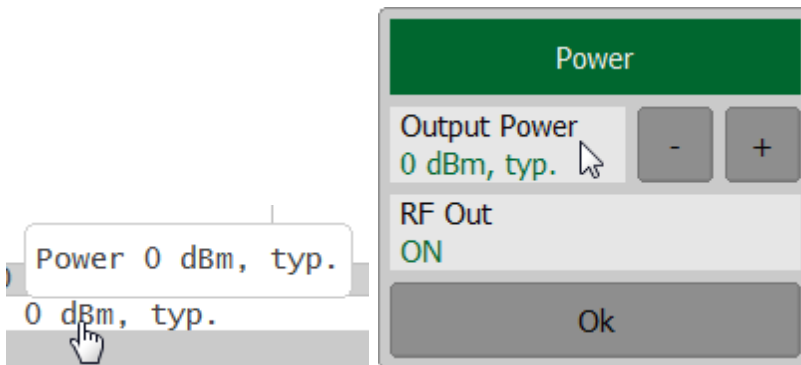 Power 0 dBm, typ.
0 dBm, typ.
Power
Output Power
0 dBm, typ.
-
+
RF Out
ON
Ok